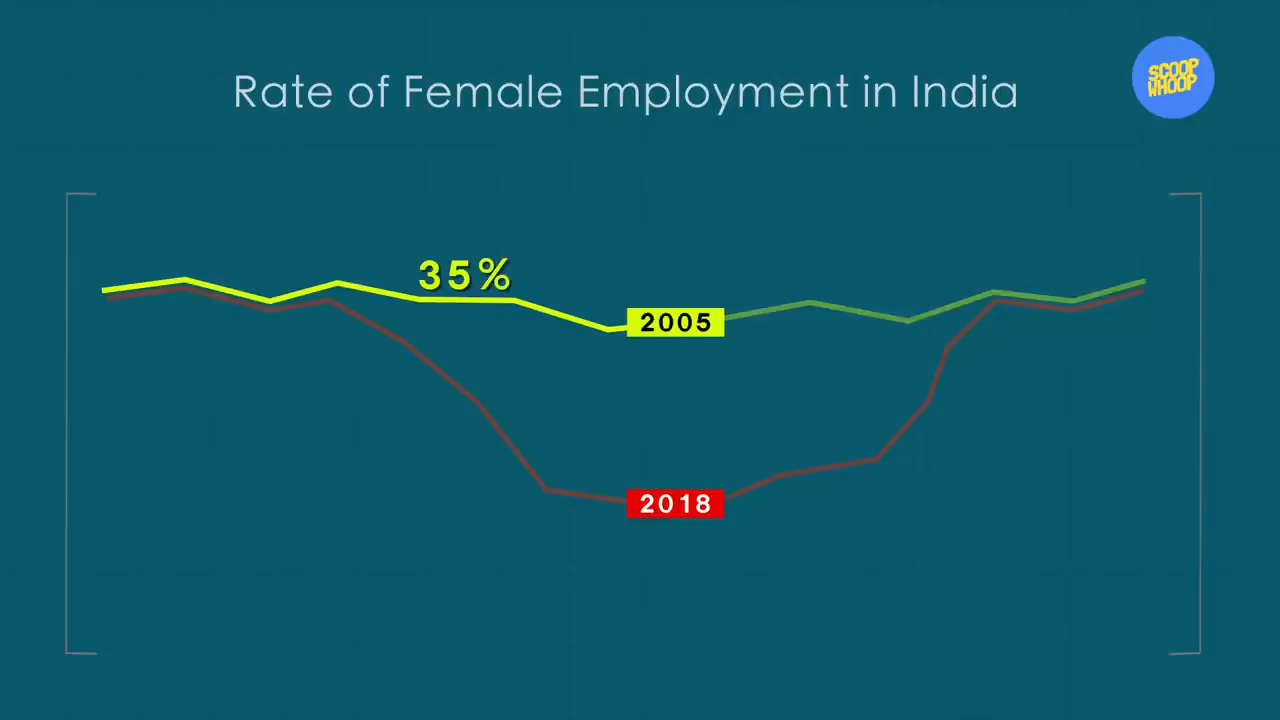 Rate of Female Employment in India
SCOOP
WHOOP
35%
2005
2018